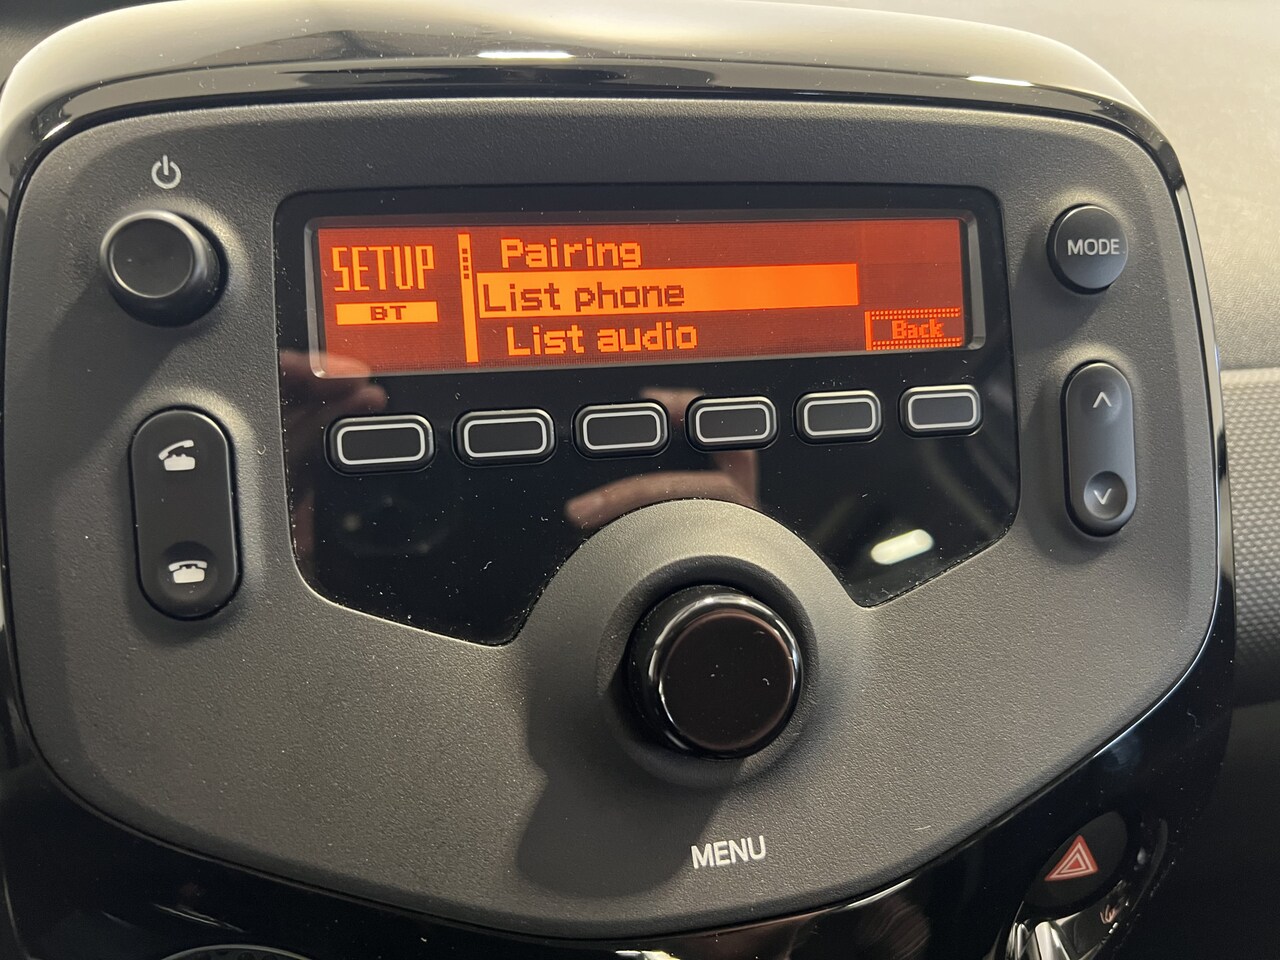 SETUP
BT
Pairing
List phone
List audio
Back
MODE
MENU